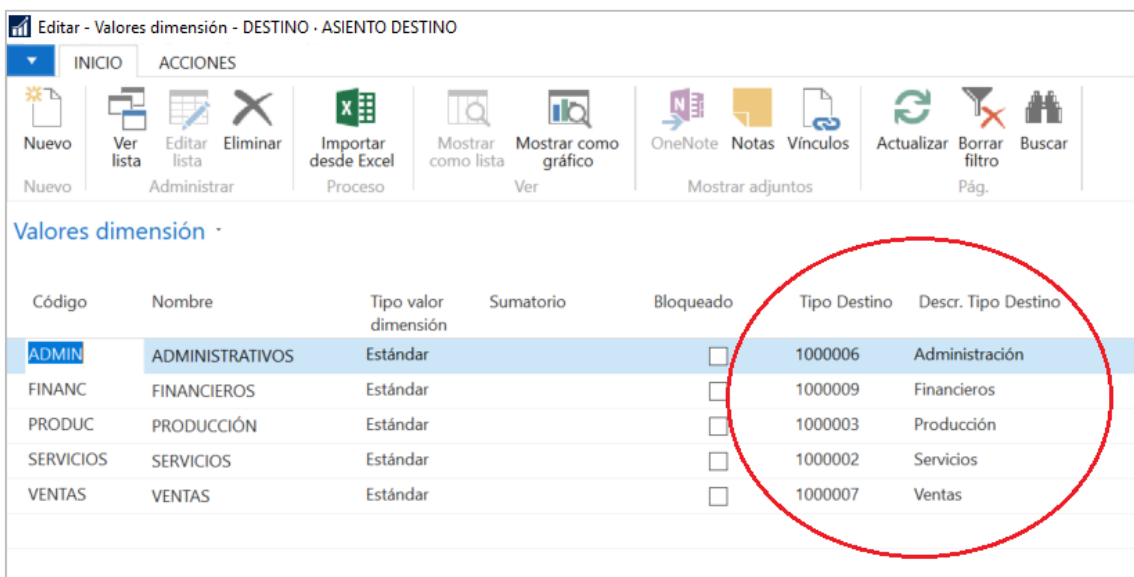 Editar - Valores dimensión - DESTINO · ASIENTO DESTINO
INICIO ACCIONES
Nuevo Ver lista Editar lista Eliminar Importar desde Excel Mostrar como lista Mostrar como gráfico OneNote Notas Vínculos Actualizar Borrar filtro Buscar
Nuevo Administrar Proceso Ver Mostrar adjuntos Pág.
Valores dimensión
Código Nombre Tipo valor dimensión Sumatorio Bloqueado Tipo Destino Descr. Tipo Destino
ADMIN ADMINISTRATIVOS Estándar 1000006 Administración
FINANC FINANCIEROS Estándar 1000009 Financieros
PRODUC PRODUCCIÓN Estándar 1000003 Producción
SERVICIOS SERVICIOS Estándar 1000002 Servicios
VENTAS VENTAS Estándar 1000007 Ventas